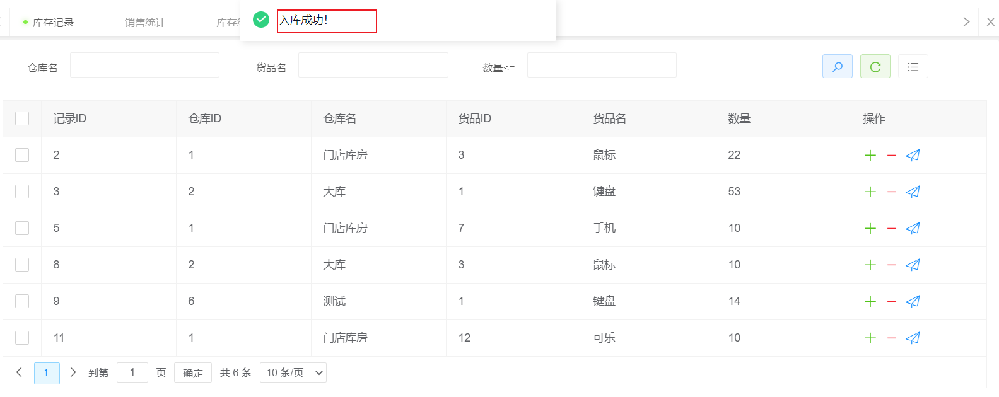 入库成功！
库存记录 销售统计 库存 X
仓库名 货品名 数量<=
记录ID 仓库ID 仓库名 货品ID 货品名 数量 操作
2 1 门店库房 3 鼠标 22
3 2 大库 1 键盘 53
5 1 门店库房 7 手机 10
8 2 大库 3 鼠标 10
9 6 测试 1 键盘 14
11 1 门店库房 12 可乐 10
1 到第 1 页 确定 共 6 条 10 条/页